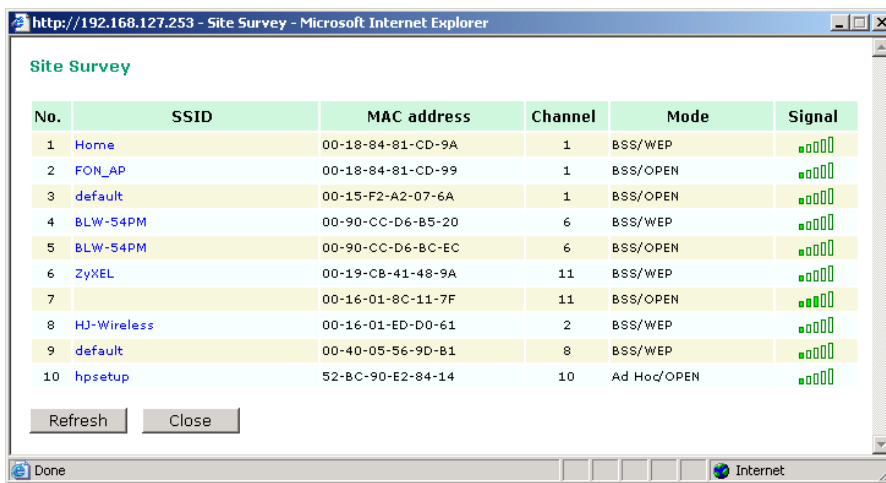 http://192.168.127.253 - Site Survey - Microsoft Internet Explorer
Site Survey
No. SSID MAC address Channel Mode Signal
1 Home 00-18-84-81-CD-9A 1 BSS/WEP
2 FON_AP 00-18-84-81-CD-99 1 BSS/OPEN
3 default 00-15-F2-A2-07-6A 1 BSS/OPEN
4 BLW-54PM 00-90-CC-D6-B5-20 6 BSS/WEP
5 BLW-54PM 00-90-CC-D6-BC-EC 6 BSS/OPEN
6 ZyXEL 00-19-CB-41-48-9A 11 BSS/WEP
7 00-16-01-8C-11-7F 11 BSS/OPEN
8 HJ-Wireless 00-16-01-ED-D0-61 2 BSS/WEP
9 default 00-40-05-56-9D-B1 8 BSS/WEP
10 hpsetup 52-BC-90-E2-84-14 10 Ad Hoc/OPEN
Refresh Close
Done Internet